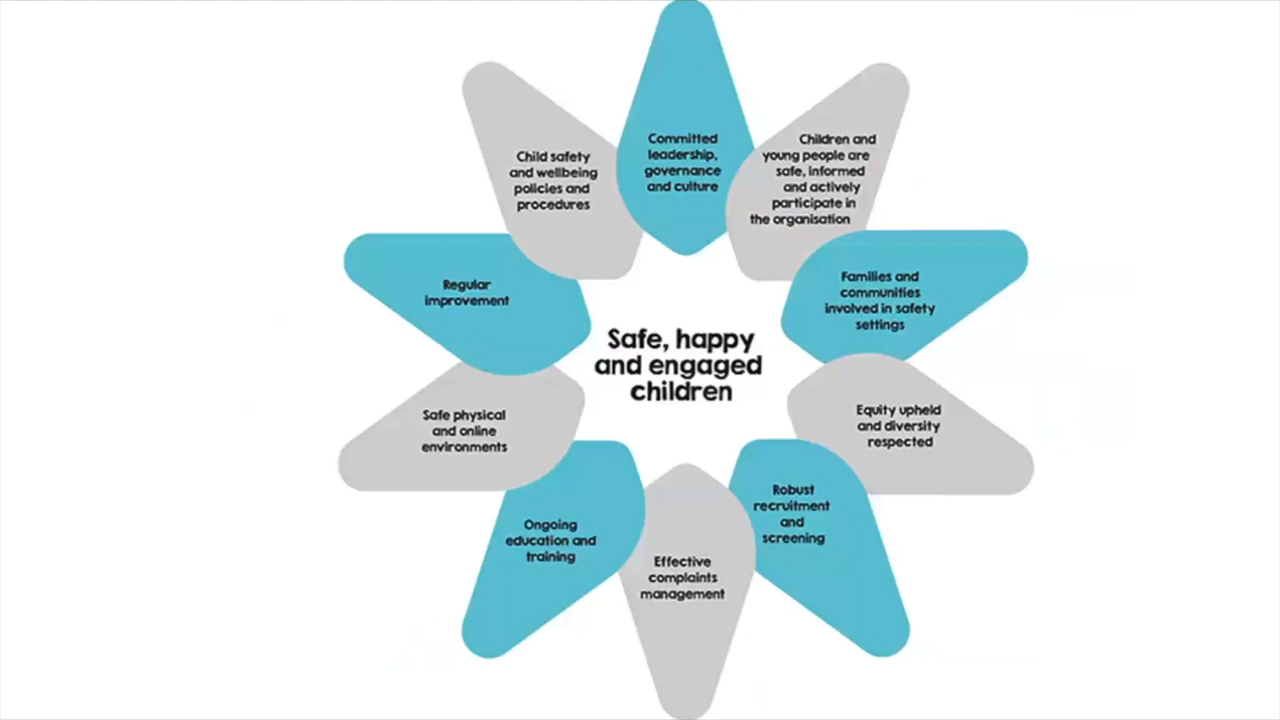 Committed
leadership,
governance
and culture
Children and
young people are
safe, informed
and actively
participate in
the organisation
Families and
communities
involved in safety
settings
Equity upheld
and diversity
respected
Robust
recruitment
and
screening
Effective
complaints
management
Ongoing
education and
training
Safe physical
and online
environments
Regular
improvement
Child safety
and wellbeing
policies and
procedures
Safe, happy
and engaged
children